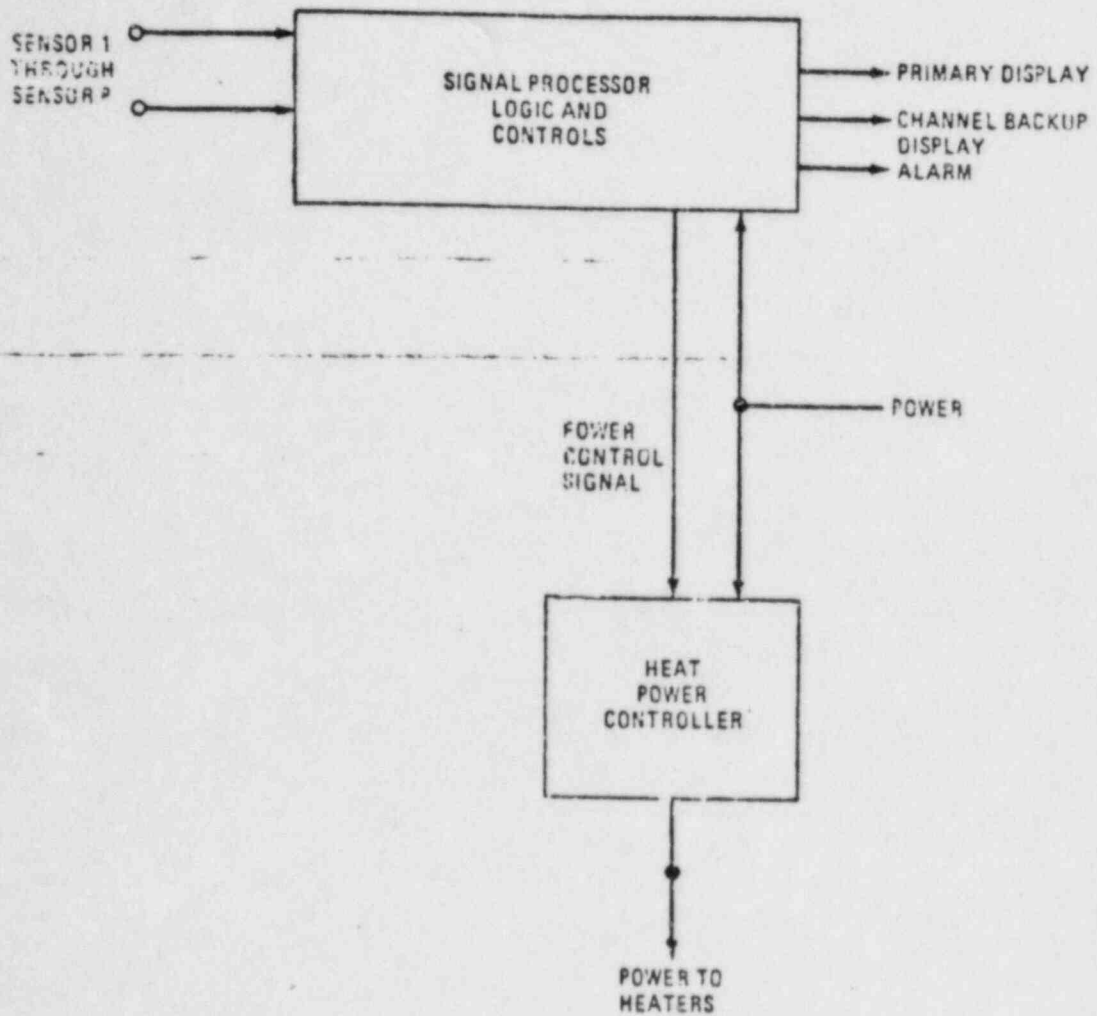 SENSOR 1
THROUGH
SENSOR
SIGNAL PROCESSOR
LOGIC AND
CONTROLS
PRIMARY DISPLAY
CHANNEL BACKUP
DISPLAY
ALARM
POWER
POWER
CONTROL
SIGNAL
HEAT
POWER
CONTROLLER
POWER TO
HEATERS